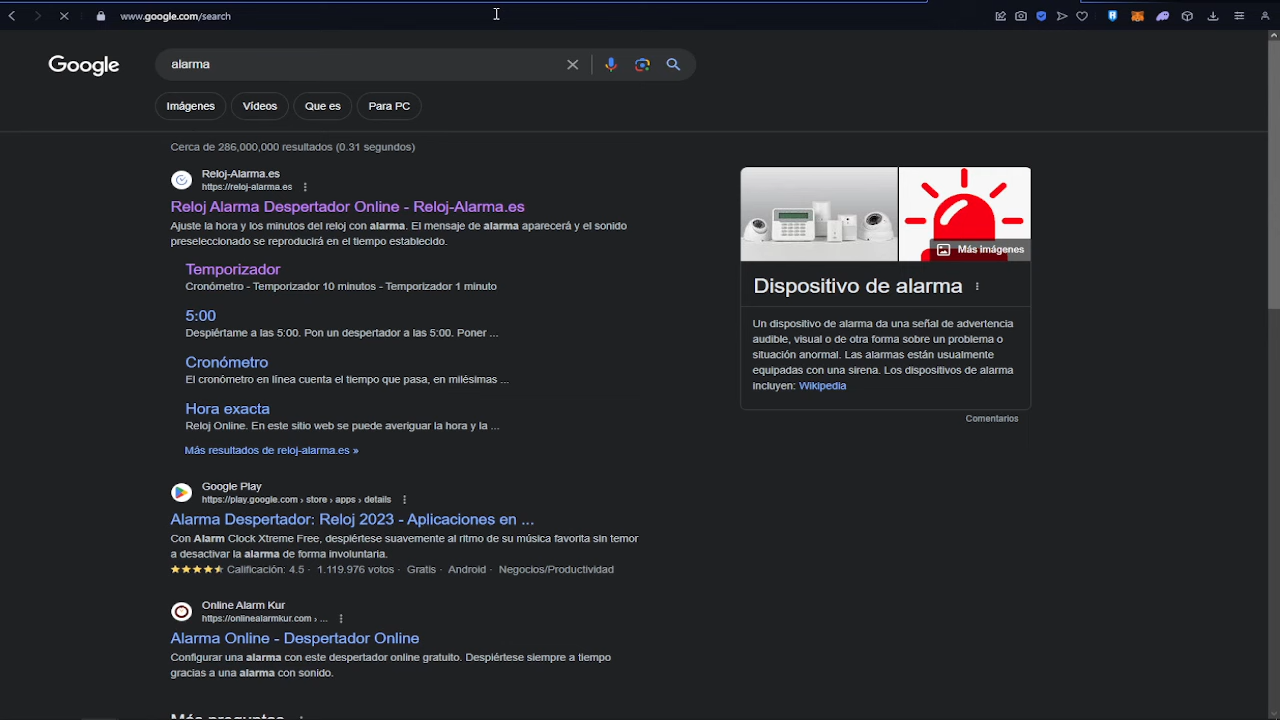 www.google.com/search
Google
alarma
Imágenes
Vídeos
Que es
Para PC
Cerca de 286,000,000 resultados (0.31 segundos)
Reloj-Alarma.es
https://reloj-alarma.es
Reloj Alarma Despertador Online - Reloj-Alarma.es
Ajuste la hora y los minutos del reloj con alarma. El mensaje de alarma aparecerá y el sonido
preseleccionado se reproducirá en el tiempo establecido.
Temporizador
Cronómetro - Temporizador 10 minutos - Temporizador 1 minuto
5:00
Despiértame a las 5:00. Pon un despertador a las 5:00. Poner ...
Cronómetro
El cronómetro en línea cuenta el tiempo que pasa, en milésimas ...
Hora exacta
Reloj Online. En este sitio web se puede averiguar la hora y la ...
Más resultados de reloj-alarma.es »
Google Play
https://play.google.com › store › apps › details
Alarma Despertador: Reloj 2023 - Aplicaciones en ...
Con Alarm Clock Xtreme Free, despiértese suavemente al ritmo de su música favorita sin temor
a desactivar la alarma de forma involuntaria.
Calificación: 4.5 · 1.119.976 votos · Gratis · Android · Negocios/Productividad
Online Alarm Kur
https://onlinealarmkur.com › ...
Alarma Online - Despertador Online
Configurar una alarma con este despertador online gratuito. Despiértese siempre a tiempo
gracias a una alarma con sonido.
Más preguntas
Más imágenes
Dispositivo de alarma
Un dispositivo de alarma da una señal de advertencia
audible, visual o de otra forma sobre un problema o
situación anormal. Las alarmas están usualmente
equipadas con una sirena. Los dispositivos de alarma
incluyen: Wikipedia
Comentarios